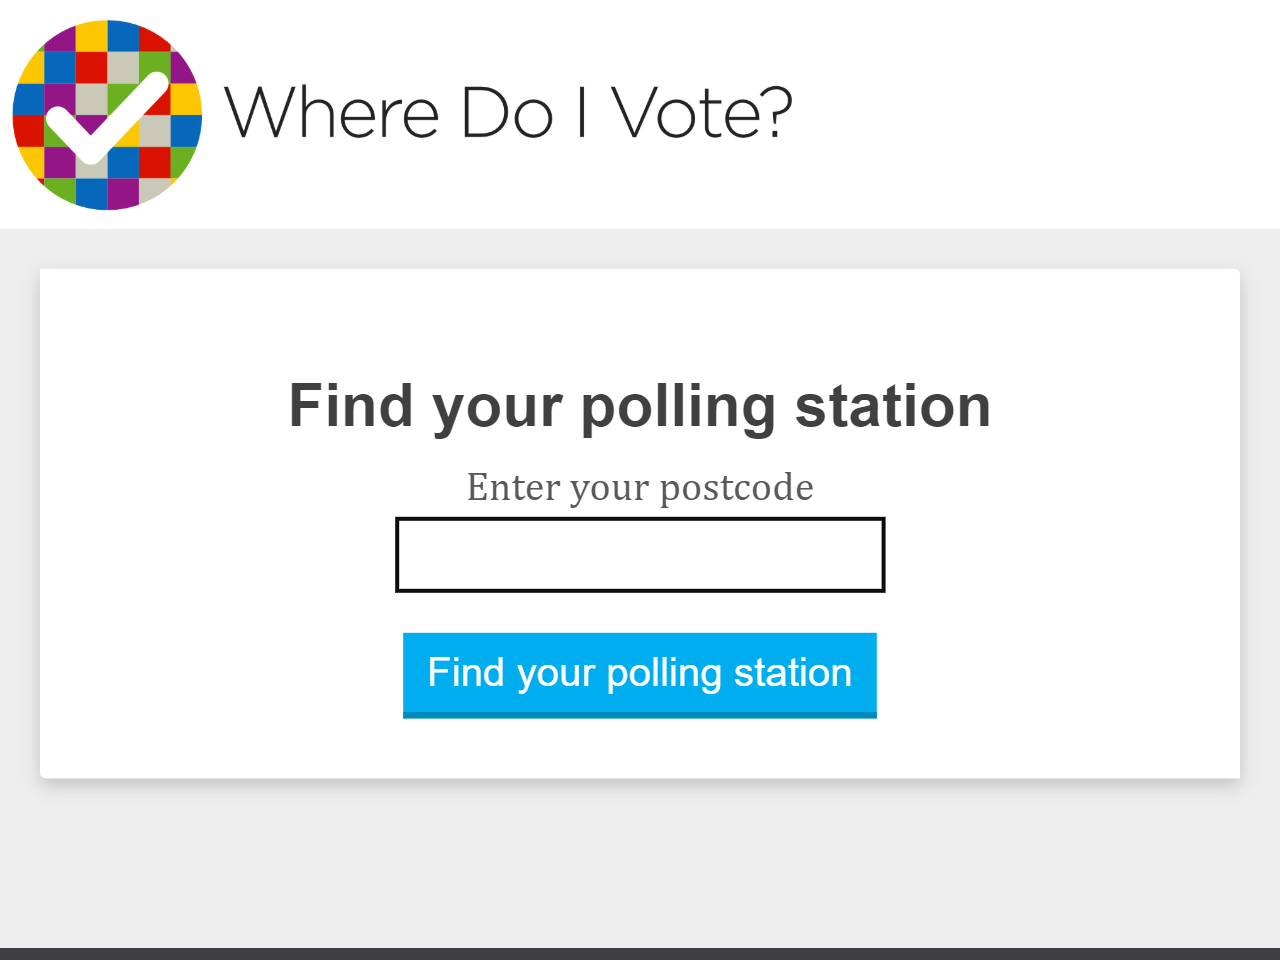 Where Do I Vote?
Find your polling station
Enter your postcode
Find your polling station